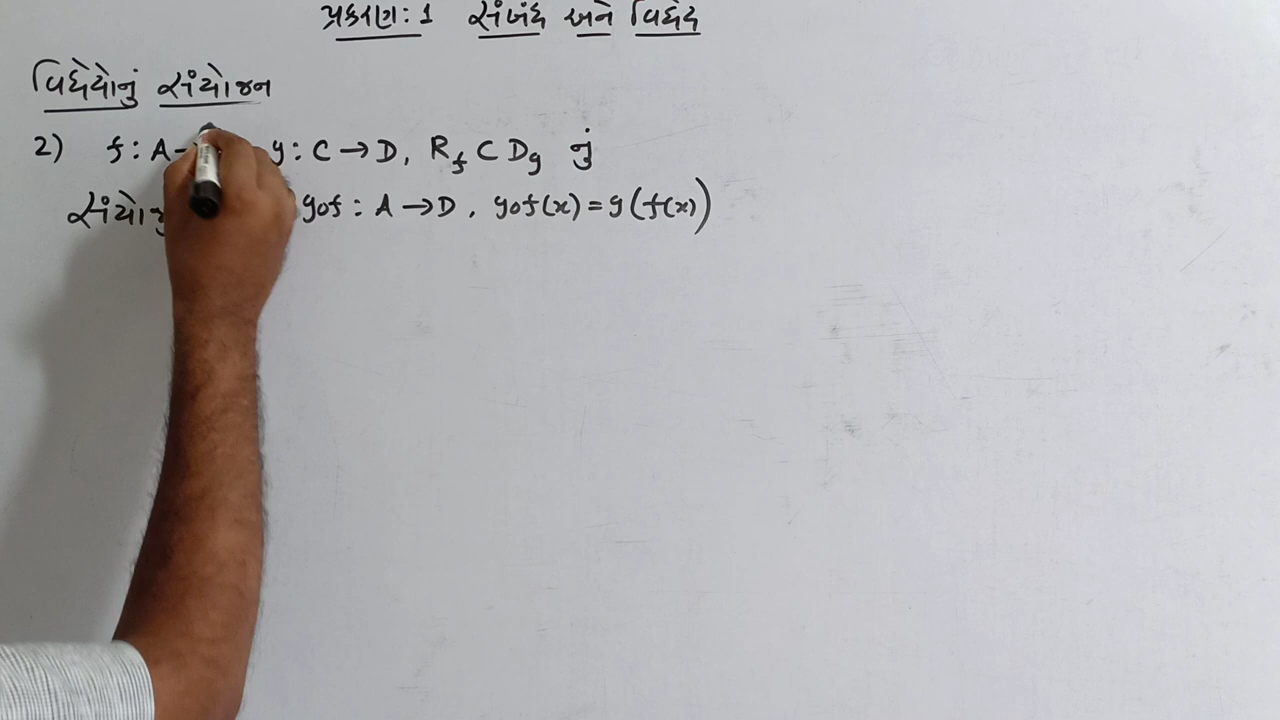 પ્રકરણ: 1 સંબંધ અને વિધેય
વિધેયોનું સંયોજન
2) f : A → g : C → D, R_f ⊂ D_g નું
gof : A → D, gof(x) = g(f(x))